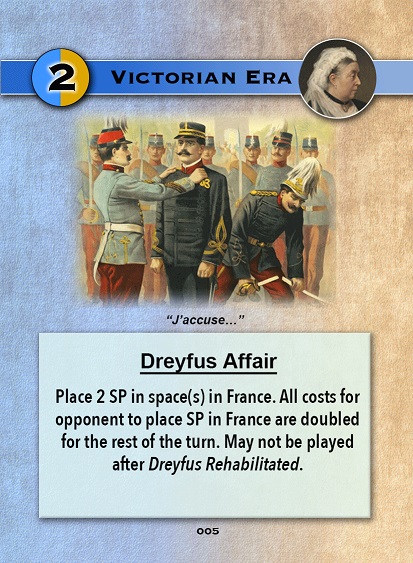 2 VICTORIAN ERA
“J’accuse…”
Dreyfus Affair
Place 2 SP in space(s) in France. All costs for
opponent to place SP in France are doubled
for the rest of the turn. May not be played
after Dreyfus Rehabilitated.
005